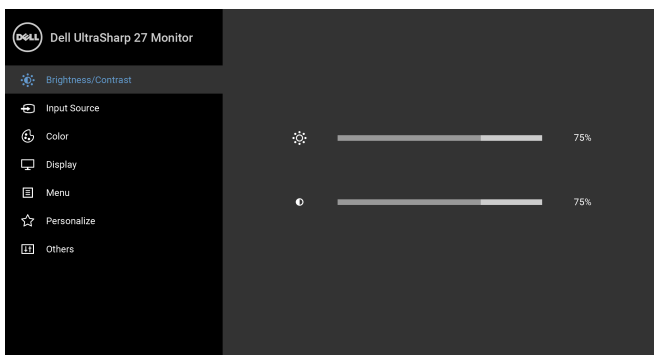 DELL
Dell UltraSharp 27 Monitor
Brightness/Contrast
Input Source
Color
75%
Display
Menu
75%
Personalize
Others